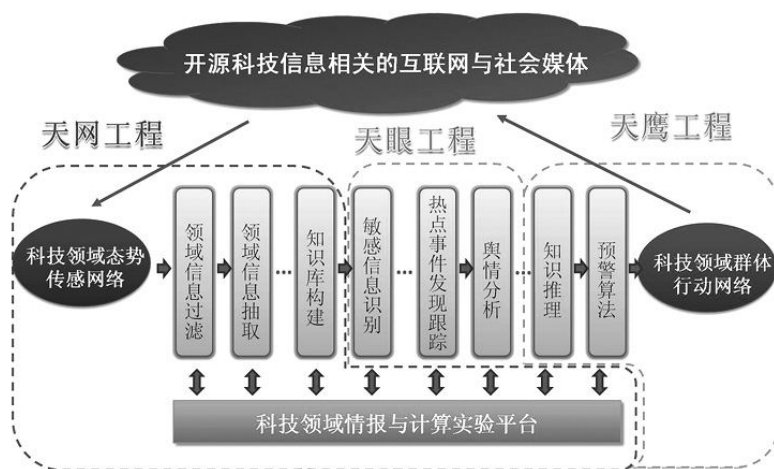 开源科技信息相关的互联网与社会媒体
天网工程
天眼工程
天鹰工程
科技领域态势
传感网络
领域信息过滤
领域信息抽取
...
知识库构建
敏感信息识别
...
热点事件发现跟踪
舆情分析
...
知识推理
预警算法
科技领域群体
行动网络
科技领域情报与计算实验平台